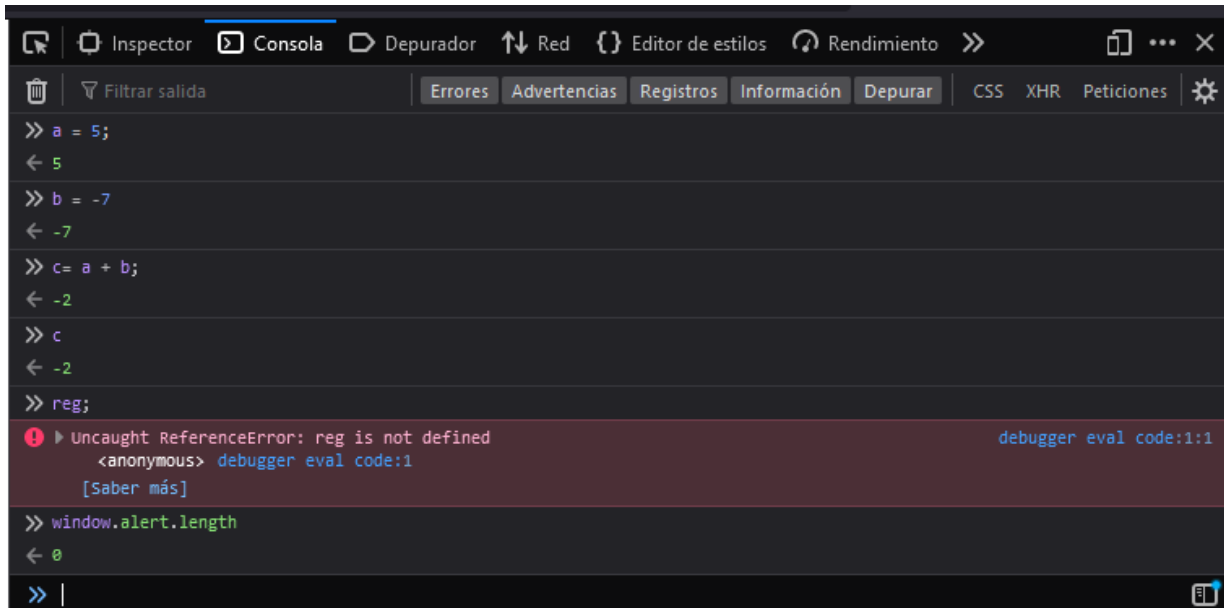 Inspector Consola Depurador Red {} Editor de estilos Rendimiento
Filtrar salida Errores Advertencias Registros Información Depurar CSS XHR Peticiones
>> a = 5;
← 5
>> b = -7
← -7
>> c= a + b;
← -2
>> c
← -2
>> reg;
Uncaught ReferenceError: reg is not defined debugger eval code:1:1
<anonymous> debugger eval code:1
[Saber más]
>> window.alert.length
← 0
>>